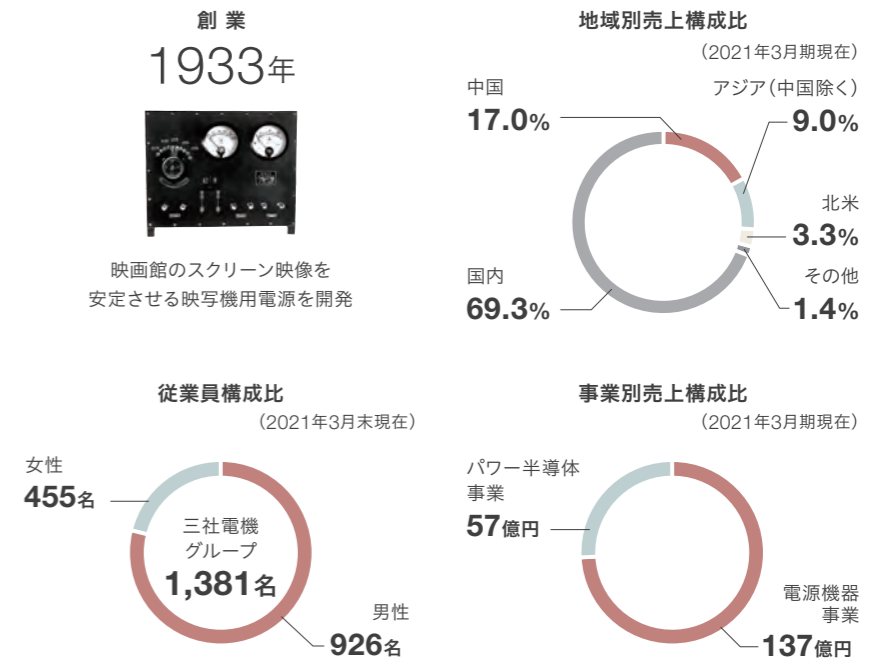 創 業
1933年
映画館のスクリーン映像を
安定させる映写機用電源を開発
地域別売上構成比
（2021年3月期現在）
中国
17.0%
アジア（中国除く）
9.0%
北米
3.3%
国内
69.3%
その他
1.4%
従業員構成比
（2021年3月末現在）
女性
455名
三社電機
グループ
1,381名
男性
926名
事業別売上構成比
（2021年3月期現在）
パワー半導体
事業
57億円
電源機器
事業
137億円